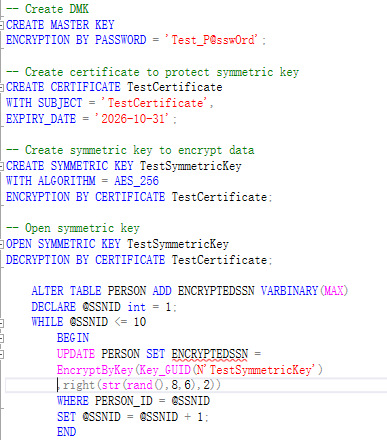 -- Create DMK
CREATE MASTER KEY
ENCRYPTION BY PASSWORD = 'Test_P@sswOrd';
-- Create certificate to protect symmetric key
CREATE CERTIFICATE TestCertificate
WITH SUBJECT = 'TestCertificate',
EXPIRY_DATE = '2026-10-31';
-- Create symmetric key to encrypt data
CREATE SYMMETRIC KEY TestSymmetricKey
WITH ALGORITHM = AES_256
ENCRYPTION BY CERTIFICATE TestCertificate;
-- Open symmetric key
OPEN SYMMETRIC KEY TestSymmetricKey
DECRYPTION BY CERTIFICATE TestCertificate;
ALTER TABLE PERSON ADD ENCRYPTEDSSN VARBINARY(MAX)
DECLARE @SSNID int = 1;
WHILE @SSNID <= 10
BEGIN
UPDATE PERSON SET ENCRYPTEDSSN =
EncryptByKey(Key_GUID(N'TestSymmetricKey')
,right(str(rand(),8,6),2))
WHERE PERSON_ID = @SSNID
SET @SSNID = @SSNID + 1;
END